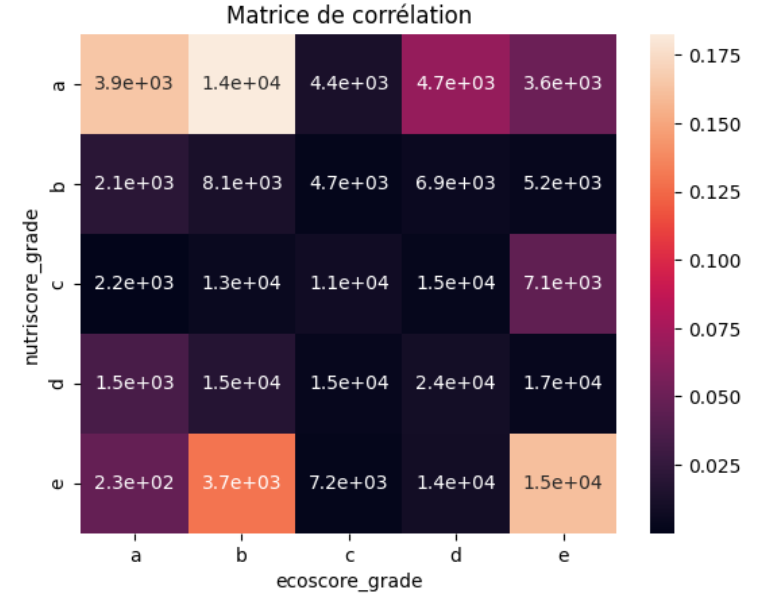 Matrice de corrélation
a 3.9e+03 1.4e+04 4.4e+03 4.7e+03 3.6e+03
b 2.1e+03 8.1e+03 4.7e+03 6.9e+03 5.2e+03
c 2.2e+03 1.3e+04 1.1e+04 1.5e+04 7.1e+03
d 1.5e+03 1.5e+04 1.5e+04 2.4e+04 1.7e+04
e 2.3e+02 3.7e+03 7.2e+03 1.4e+04 1.5e+04
nutriscore_grade
a b c d e
ecoscore_grade
0.175
0.150
0.125
0.100
0.075
0.050
0.025